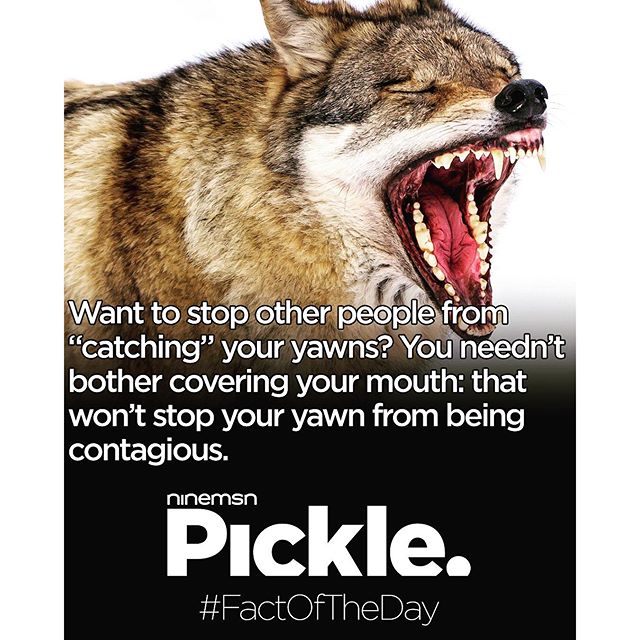 Want to stop other people from
“catching” your yawns? You needn’t
bother covering your mouth: that
won’t stop your yawn from being
contagious.
ninemsn
Pickle.
#FactOfTheDay